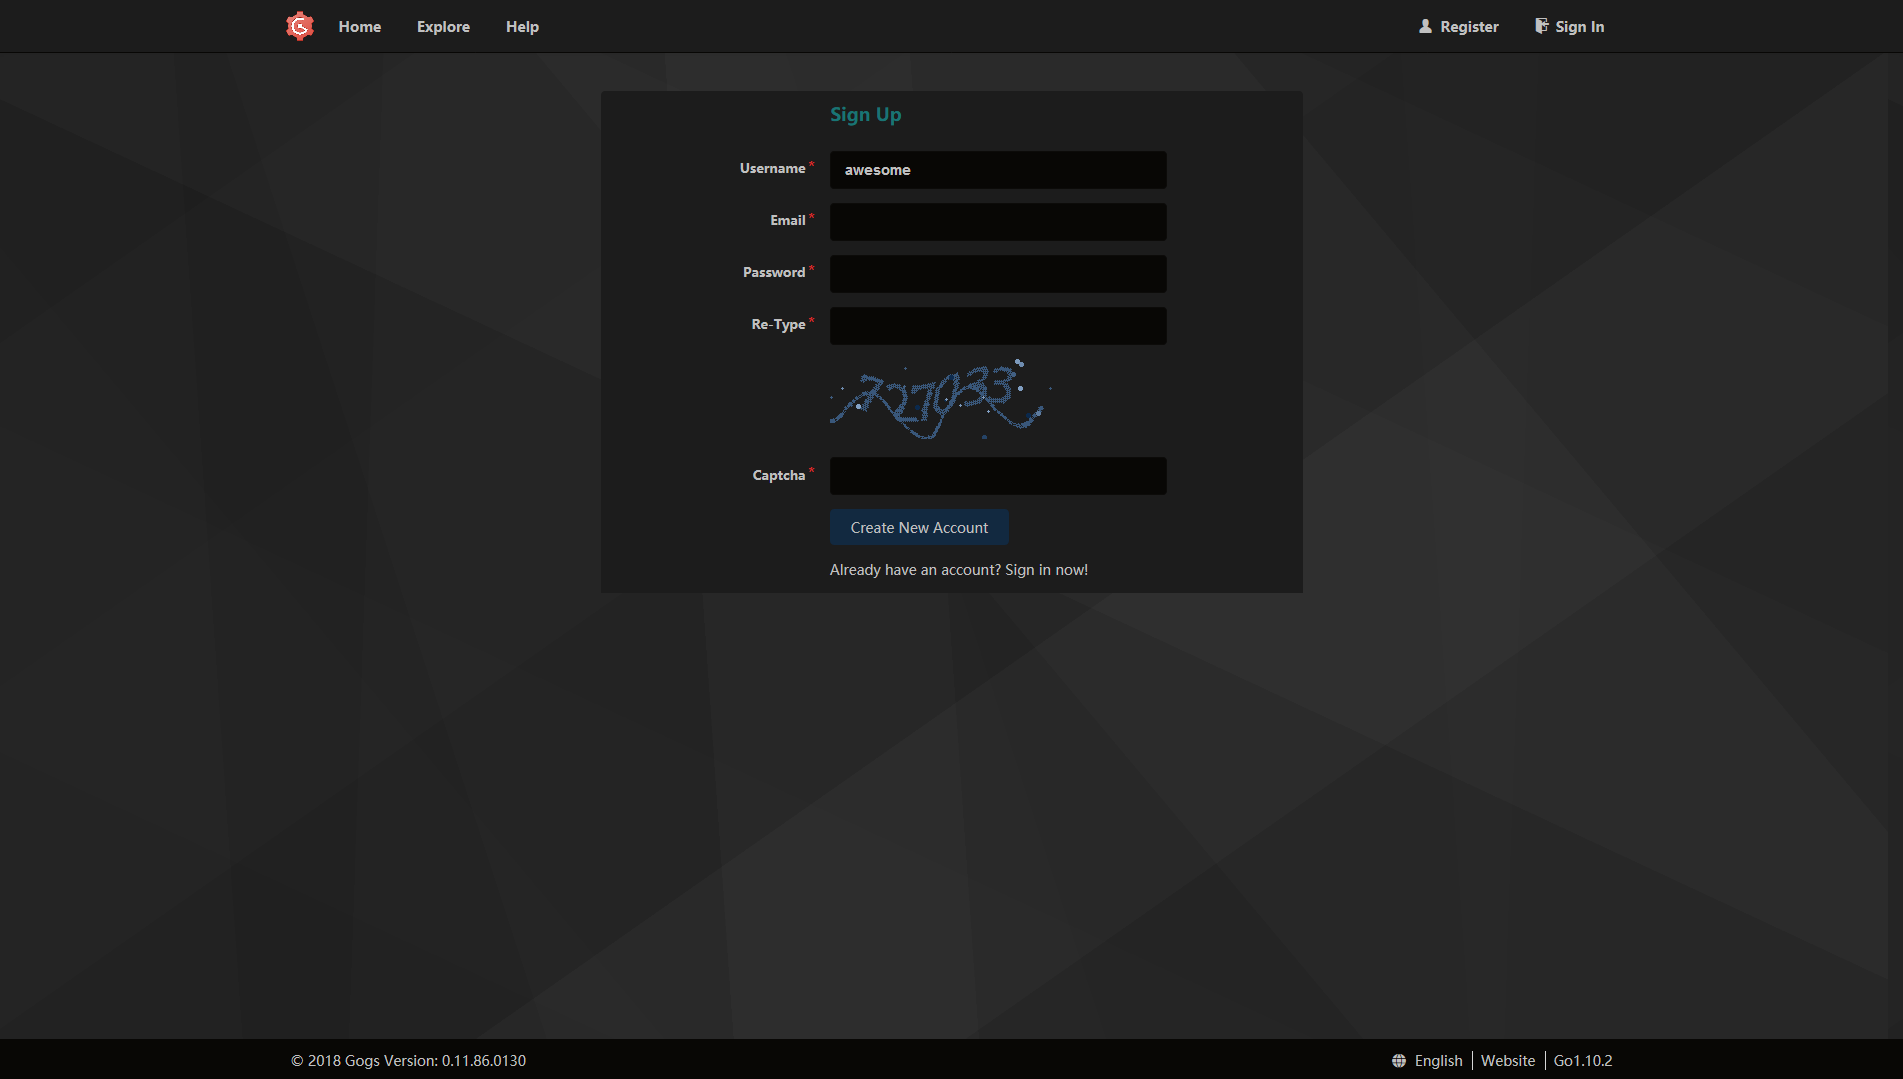 Home Explore Help Register Sign In
Sign Up
Username *
awesome
Email *
Password *
Re-Type *
727033
Captcha *
Create New Account
Already have an account? Sign in now!
© 2018 Gogs Version: 0.11.86.0130 English Website Go1.10.2